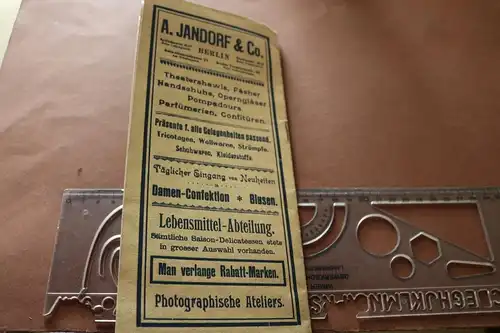 A. JANDORF & Co.
BERLIN
Theatershawls, Fächer
Handschuhe, Operngläser
Pompadours
Parfümerien, Confitüren.
Präsente f. alle Gelegenheiten passend.
Tricotagen, Wollwaren, Strümpfe.
Schuhwaren, Kleiderstoffe.
Täglicher Eingang von Neuheiten
in
Damen-Confektion * Blusen.
Lebensmittel-Abteilung.
Sämtliche Saison-Delicatessen stets
in grosser Auswahl vorhanden.
Man verlange Rabatt-Marken.
Photographische Ateliers.